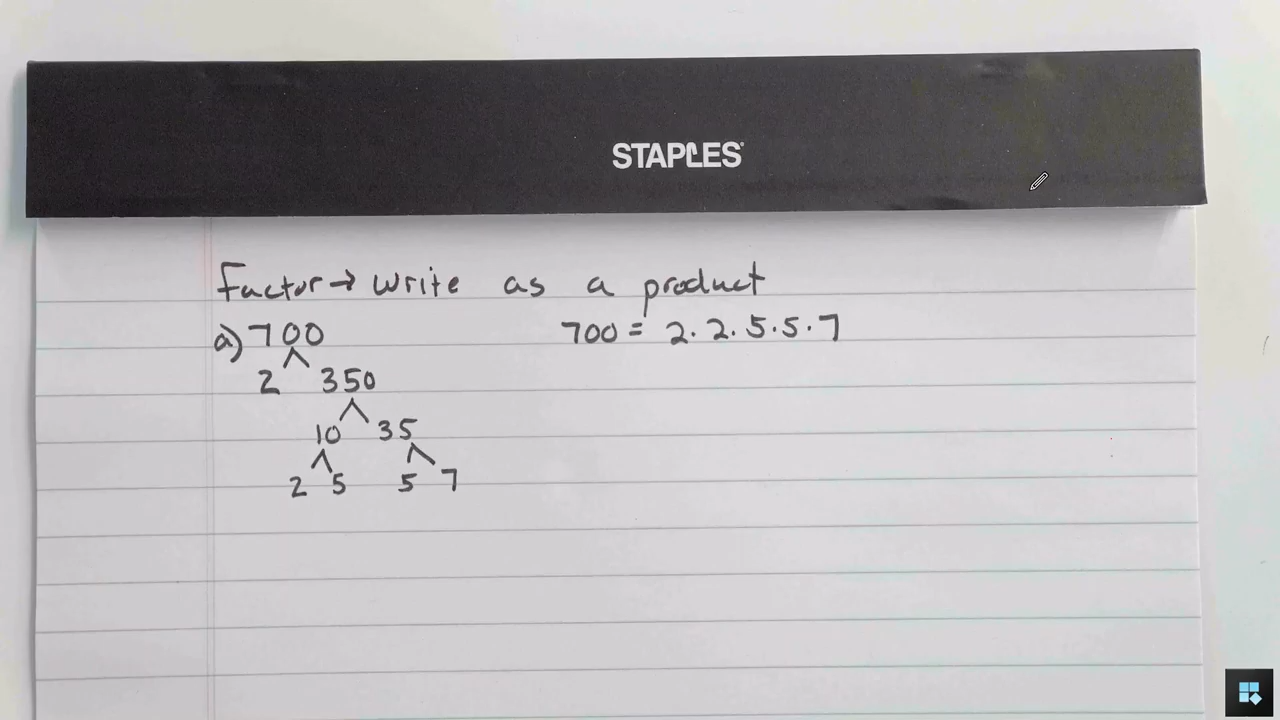 STAPLES
Factor → Write as a product
a) 700
700 = 2·2·5·5·7
2 350
10 35
2 5 5 7